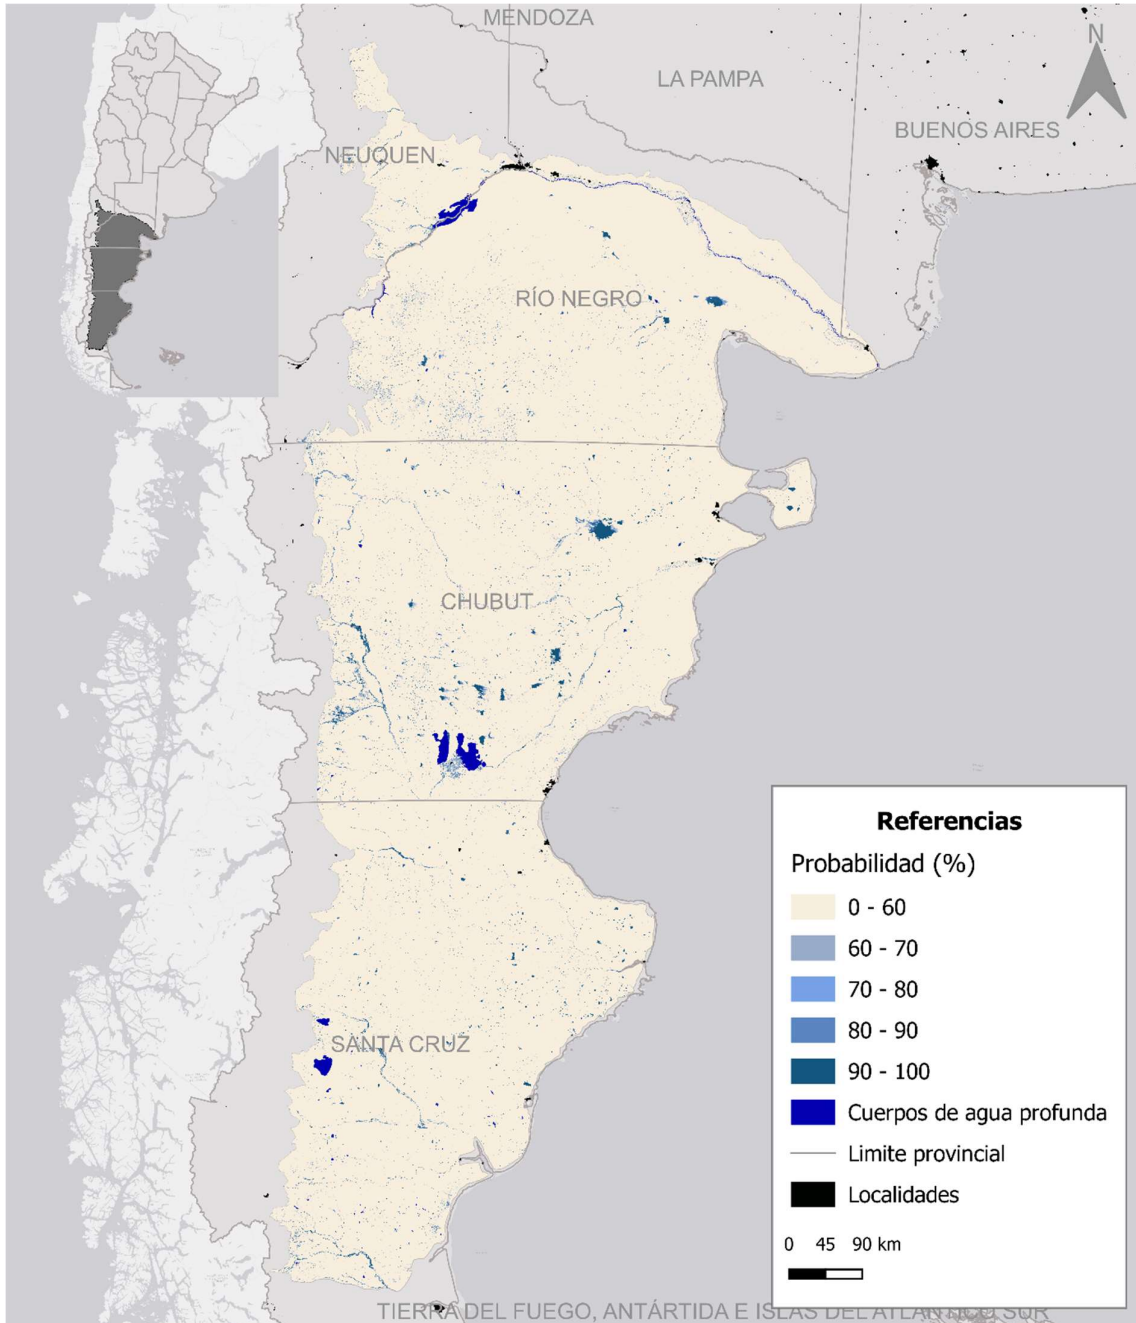 MENDOZA
N
LA PAMPA
BUENOS AIRES
NEUQUEN
RÍO NEGRO
CHUBUT
SANTA CRUZ
Referencias
Probabilidad (%)
0 - 60
60 - 70
70 - 80
80 - 90
90 - 100
Cuerpos de agua profunda
Limite provincial
Localidades
0 45 90 km
TIERRA DEL FUEGO, ANTÁRTIDA E ISLAS DEL ATLÁNTICO SUR